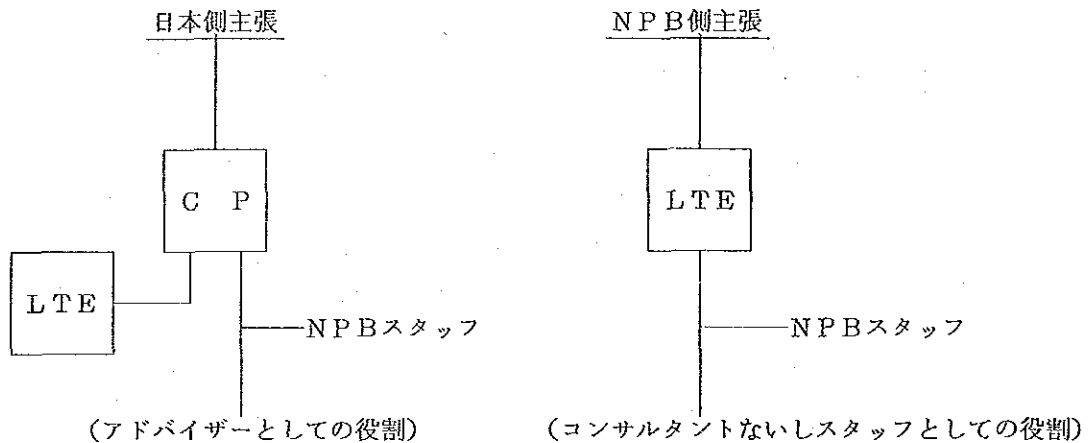 日本側主張
NPB側主張
CP
LTE
LTE
NPBスタッフ
NPBスタッフ
(アドバイザーとしての役割)
(コンサルタントないしスタッフとしての役割)